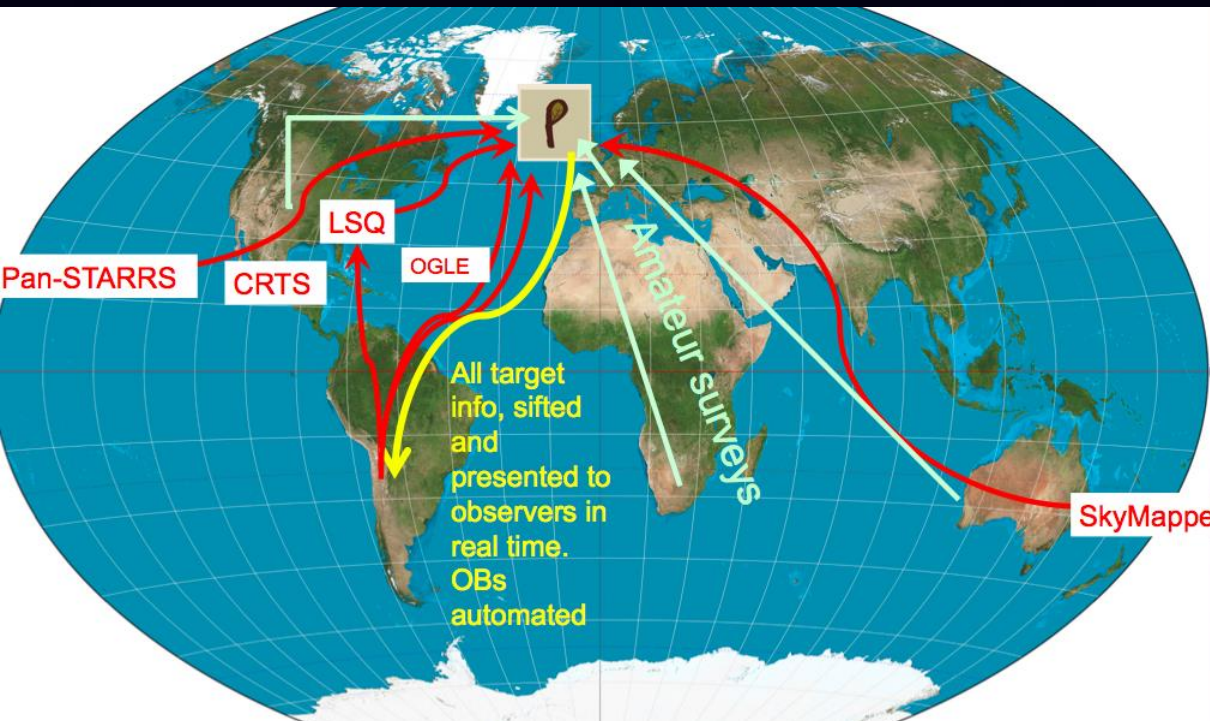 LSQ
Pan-STARRS
CRTS
OGLE
Amateur surveys
All target
info, sifted
and
presented to
observers in
real time.
OBs
automated
SkyMappe